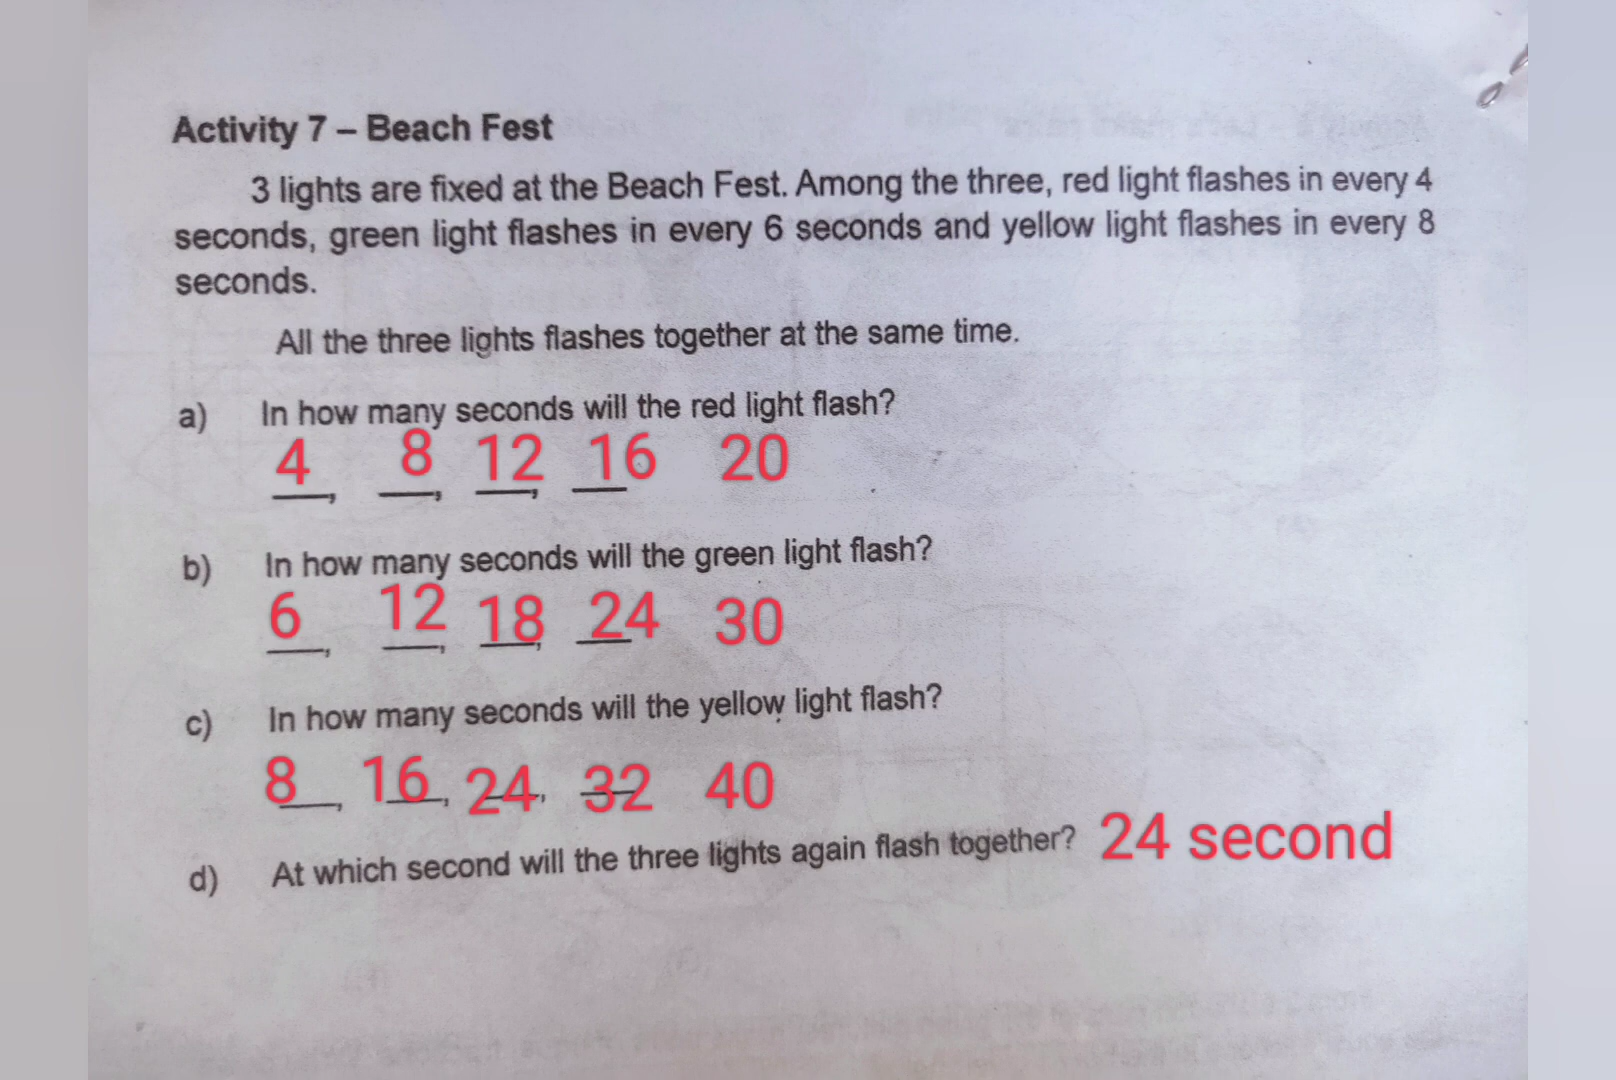 Activity 7 – Beach Fest
3 lights are fixed at the Beach Fest. Among the three, red light flashes in every 4
seconds, green light flashes in every 6 seconds and yellow light flashes in every 8
seconds.
All the three lights flashes together at the same time.
a) In how many seconds will the red light flash?
4, 8, 12, 16 20
b) In how many seconds will the green light flash?
6, 12, 18, 24 30
c) In how many seconds will the yellow light flash?
8, 16, 24, 32 40
d) At which second will the three lights again flash together? 24 second